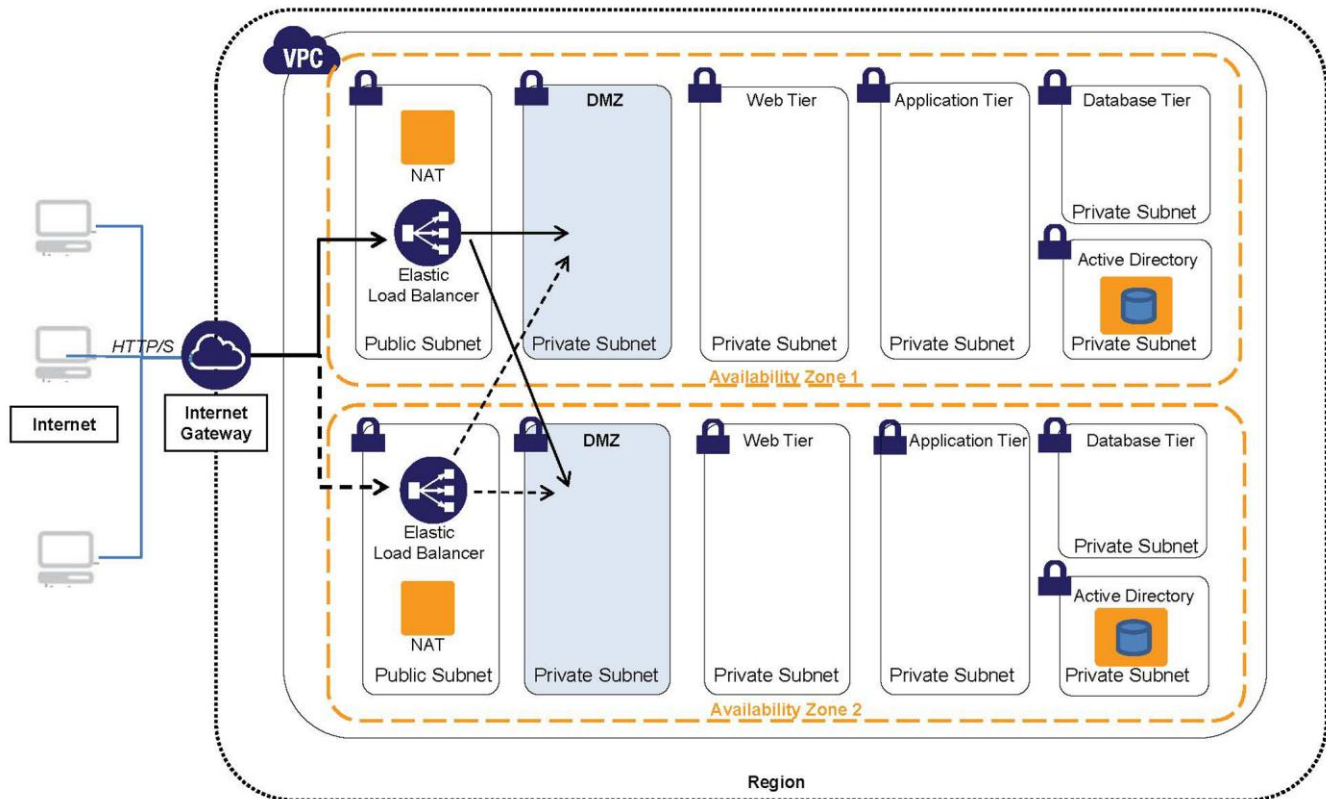 VPC
DMZ
Web Tier
Application Tier
Database Tier
NAT
Private Subnet
Active Directory
Elastic
Load Balancer
Public Subnet
Private Subnet
Private Subnet
Private Subnet
Private Subnet
Availability Zone 1
HTTP/S
Internet
Internet
Gateway
DMZ
Web Tier
Application Tier
Database Tier
Elastic
Load Balancer
Private Subnet
Active Directory
NAT
Public Subnet
Private Subnet
Private Subnet
Private Subnet
Private Subnet
Availability Zone 2
Region